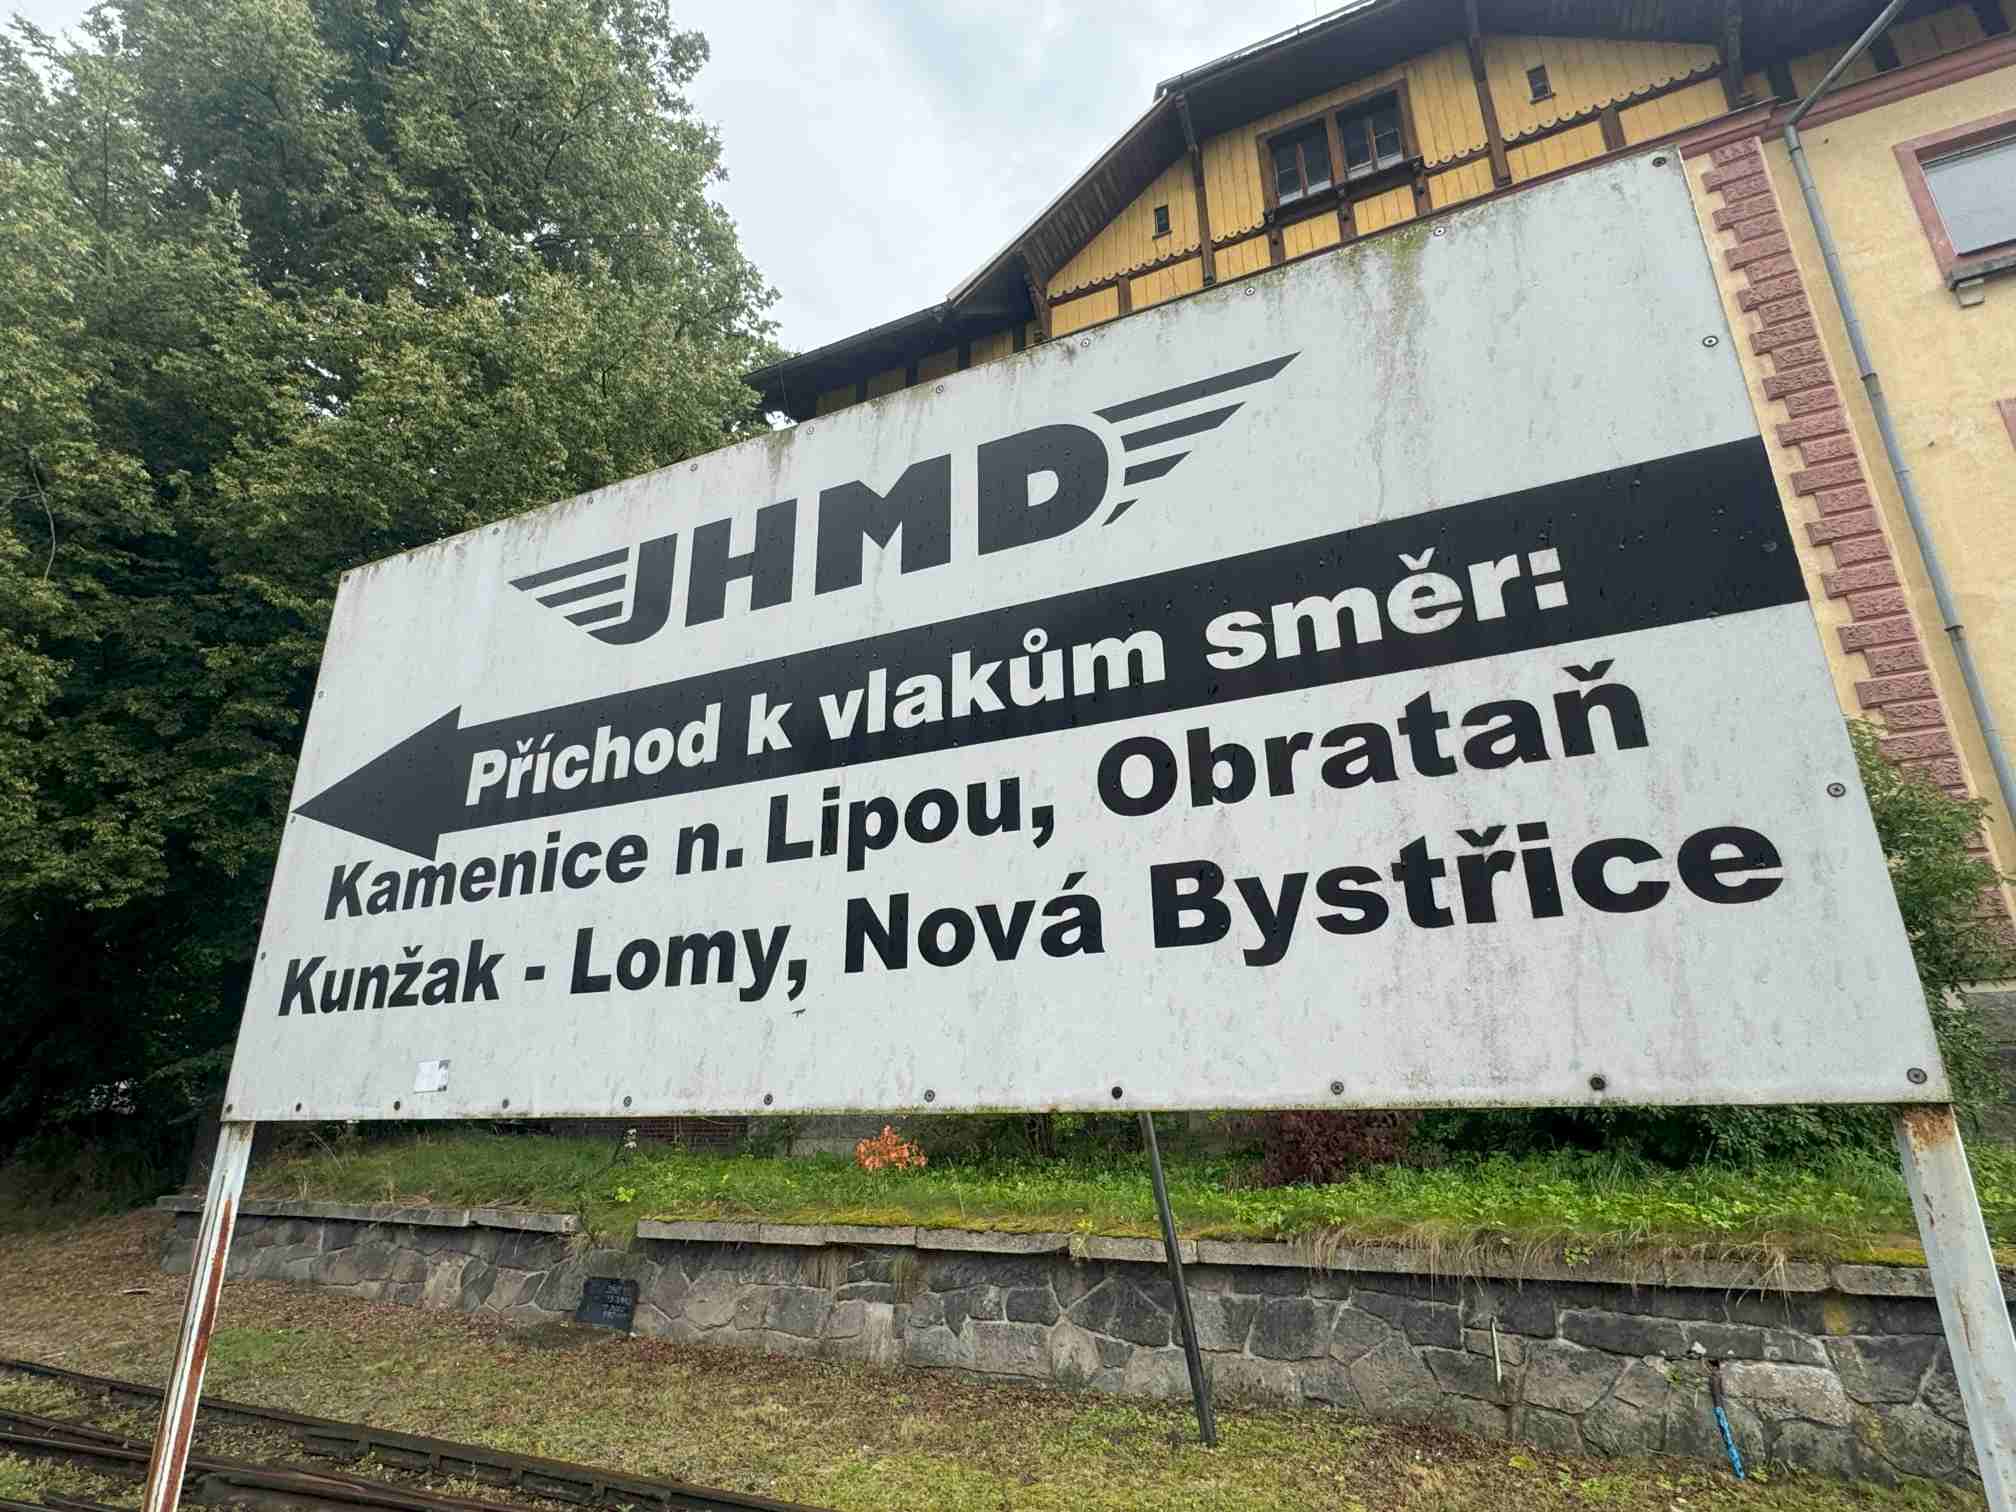 JHMD
Příchod k vlakům směr:
Kamenice n. Lipou, Obrataň
Kunžak - Lomy, Nová Bystřice